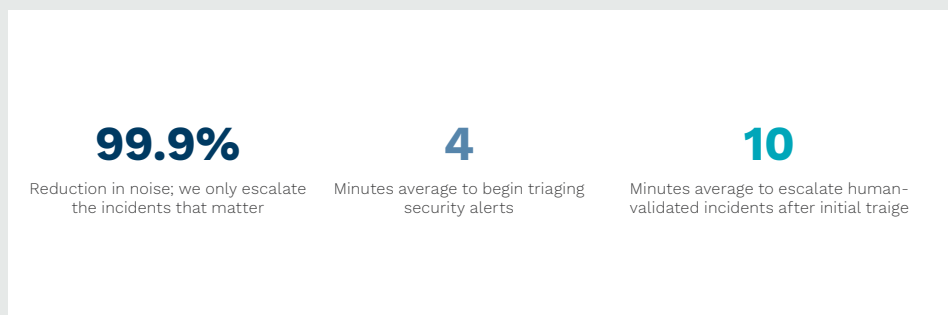 99.9%
Reduction in noise; we only escalate
the incidents that matter
4
Minutes average to begin triaging
security alerts
10
Minutes average to escalate human-
validated incidents after initial traige